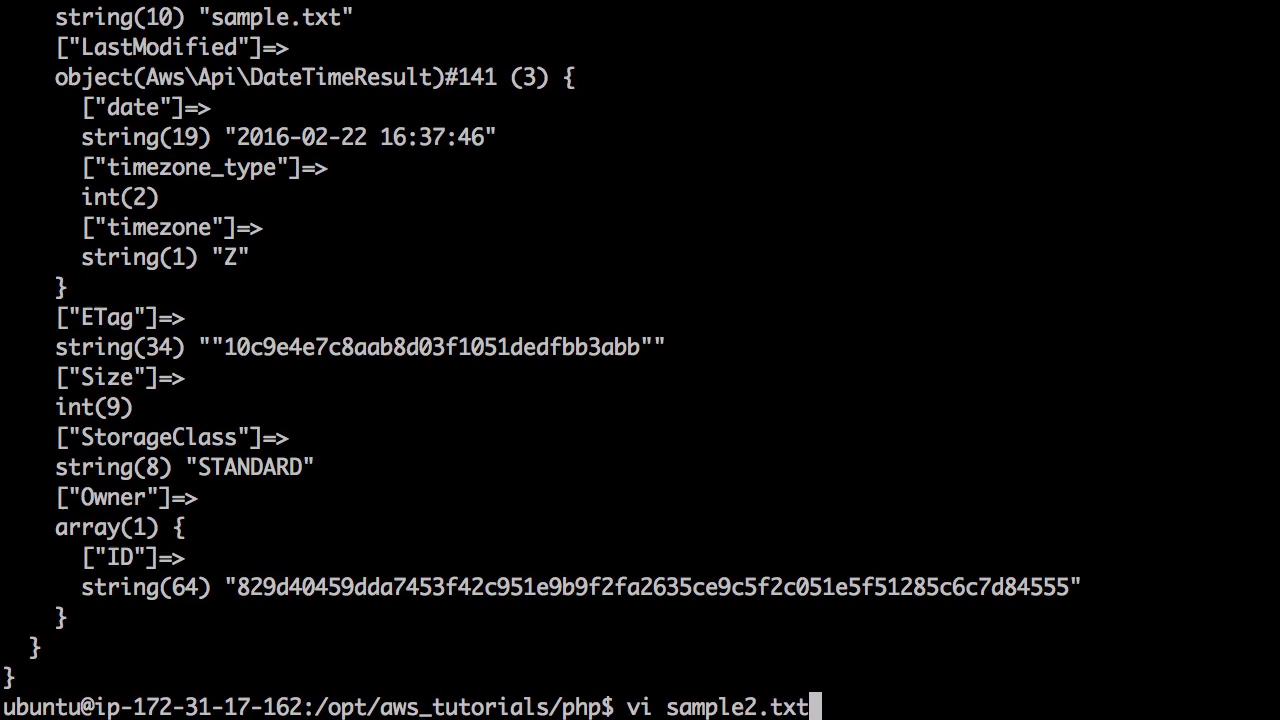 string(10) "sample.txt"
    ["LastModified"]=>
    object(Aws\Api\DateTimeResult)#141 (3) {
      ["date"]=>
      string(19) "2016-02-22 16:37:46"
      ["timezone_type"]=>
      int(2)
      ["timezone"]=>
      string(1) "Z"
    }
    ["ETag"]=>
    string(34) ""10c9e4e7c8aab8d03f1051dedfbb3abb""
    ["Size"]=>
    int(9)
    ["StorageClass"]=>
    string(8) "STANDARD"
    ["Owner"]=>
    array(1) {
      ["ID"]=>
      string(64) "829d40459dda7453f42c951e9b9f2fa2635ce9c5f2c051e5f51285c6c7d84555"
    }
  }
}
ubuntu@ip-172-31-17-162:/opt/aws_tutorials/php$ vi sample2.txt